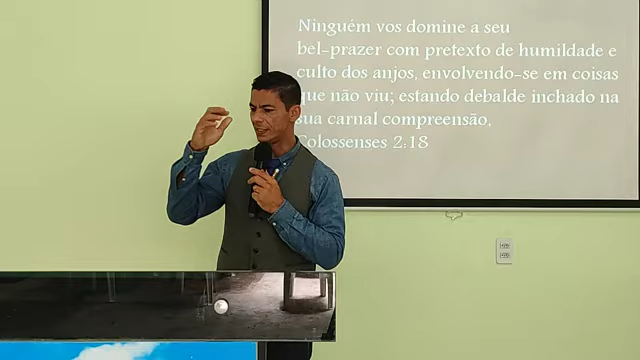 Ninguém vos domine a seu
bel-prazer com pretexto de humildade e
culto dos anjos, envolvendo-se em coisas
que não viu; estando debalde inchado na
sua carnal compreensão,
Colossenses 2:18